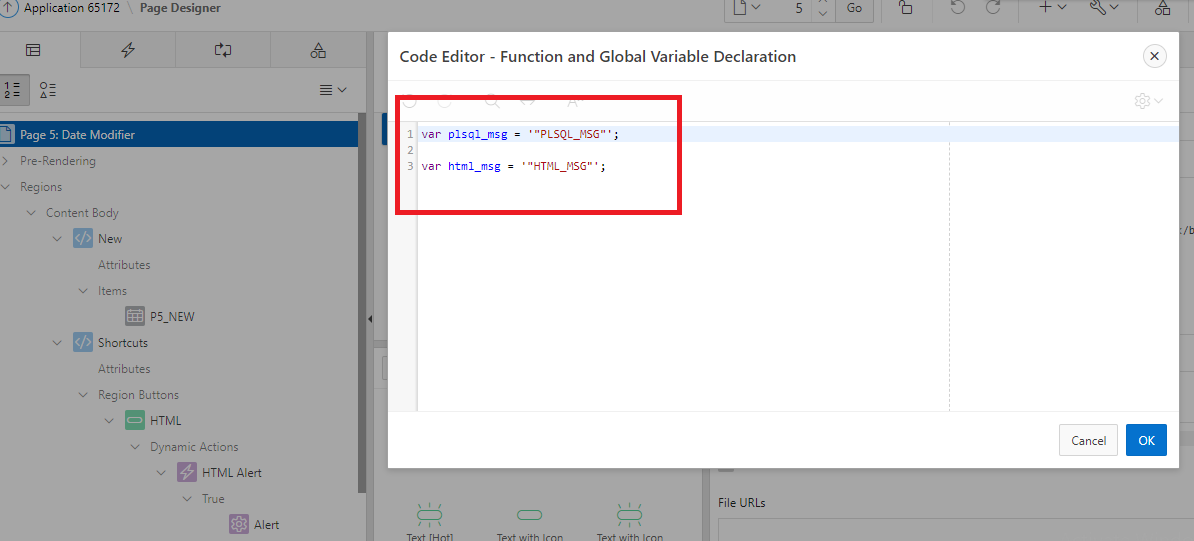 Application 65172 \ Page Designer
5
Go
Code Editor - Function and Global Variable Declaration
Page 5: Date Modifier
Pre-Rendering
Regions
Content Body
New
Attributes
Items
P5_NEW
Shortcuts
Attributes
Region Buttons
HTML
Dynamic Actions
HTML Alert
True
Alert
1 var plsql_msg = '"PLSQL_MSG"';
2
3 var html_msg = '"HTML_MSG"';
:/b
Cancel
OK
File URLs
Text [Hot]
Text with Icon
Text with Icon